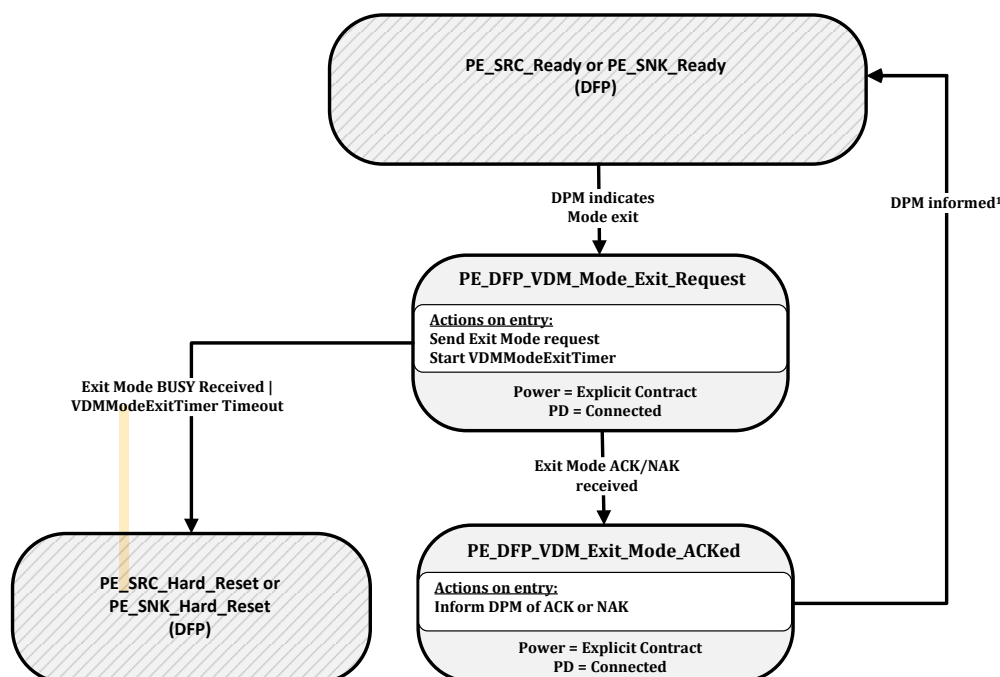 PE_SRC_Ready or PE_SNK_Ready
(DFP)
DPM indicates
Mode exit
DPM informed¹
PE_DFP_VDM_Mode_Exit_Request
Actions on entry:
Send Exit Mode request
Start VDMModeExitTimer
Power = Explicit Contract
PD = Connected
Exit Mode BUSY Received |
VDMModeExitTimer Timeout
Exit Mode ACK/NAK
received
PE_SRC_Hard_Reset or
PE_SNK_Hard_Reset
(DFP)
PE_DFP_VDM_Exit_Mode_ACKed
Actions on entry:
Inform DPM of ACK or NAK
Power = Explicit Contract
PD = Connected